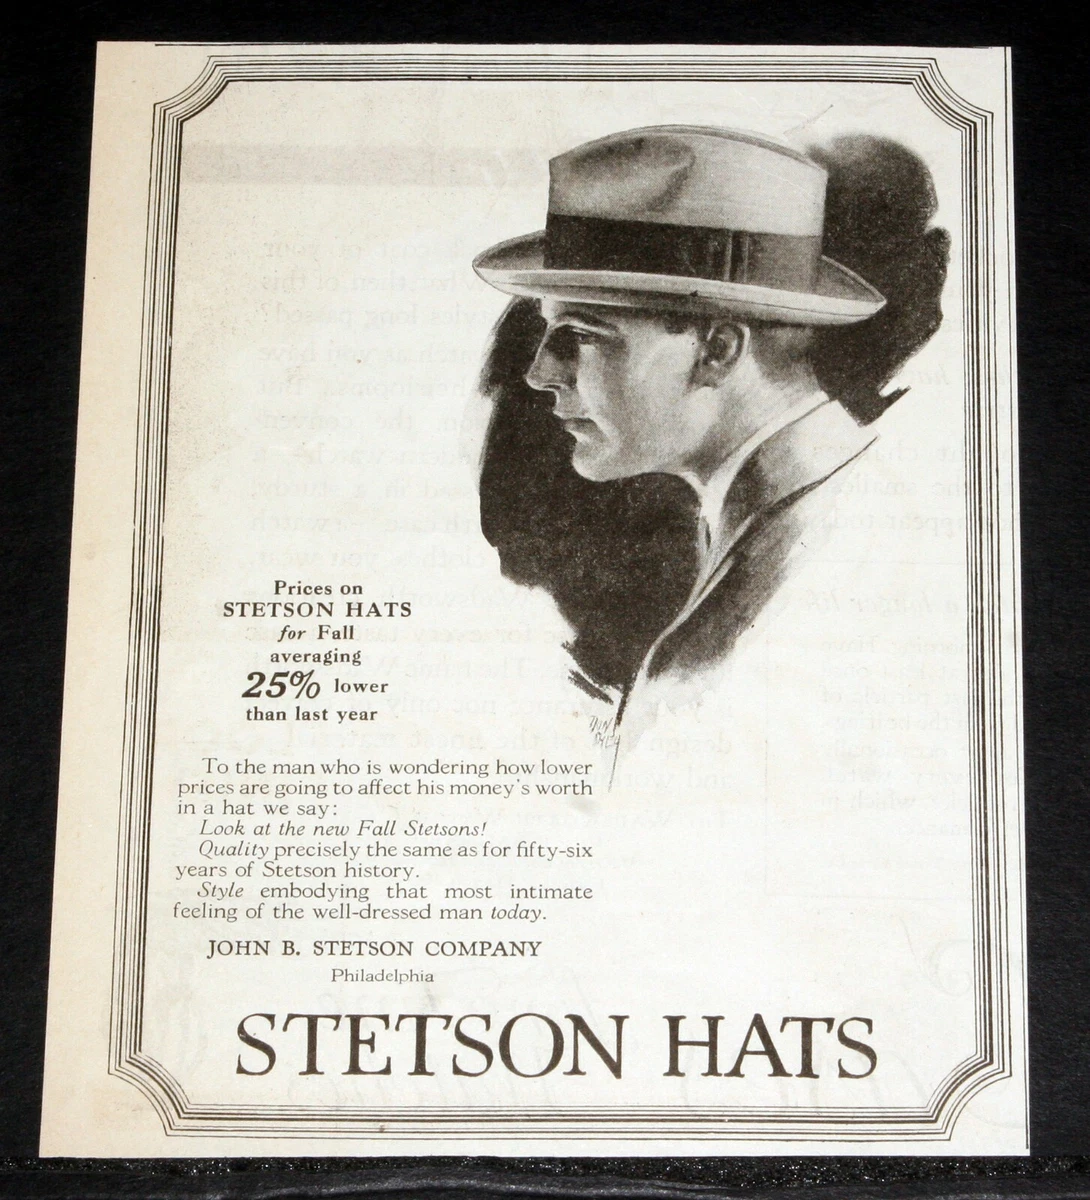 Prices on
STETSON HATS
for Fall
averaging
25% lower
than last year
To the man who is wondering how lower
prices are going to affect his money's worth
in a hat we say:
Look at the new Fall Stetsons!
Quality precisely the same as for fifty-six
years of Stetson history.
Style embodying that most intimate
feeling of the well-dressed man today.
JOHN B. STETSON COMPANY
Philadelphia
STETSON HATS